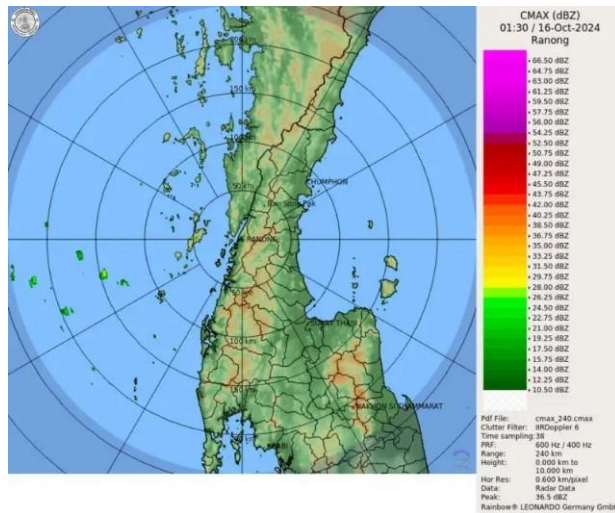 CMAX (dBZ)
01:30 / 16-Oct-2024
Ranong
66.50 dBZ
64.75 dBZ
63.00 dBZ
61.25 dBZ
59.50 dBZ
57.75 dBZ
56.00 dBZ
54.25 dBZ
52.50 dBZ
50.75 dBZ
49.00 dBZ
47.25 dBZ
45.50 dBZ
43.75 dBZ
42.00 dBZ
40.25 dBZ
38.50 dBZ
36.75 dBZ
35.00 dBZ
33.25 dBZ
31.50 dBZ
29.75 dBZ
28.00 dBZ
26.25 dBZ
24.50 dBZ
22.75 dBZ
21.00 dBZ
19.25 dBZ
17.50 dBZ
15.75 dBZ
14.00 dBZ
12.25 dBZ
10.50 dBZ
Pdf File: cmax_240.cmax
Clutter Filter: IIRDoppler 6
Time sampling: 38
PRF: 600 Hz / 400 Hz
Range: 240 km
Height: 0.000 km to
10.000 km
Hor Res: 0.600 km/pixel
Data: Radar Data
Peak: 36.5 dBZ
Rainbow® LEONARDO Germany GmbH
150 km
100 km
50 km
CHUMPHON
RANONG
SURAT THANI
100 km
NAKHON SI THAMMARAT
KRABI